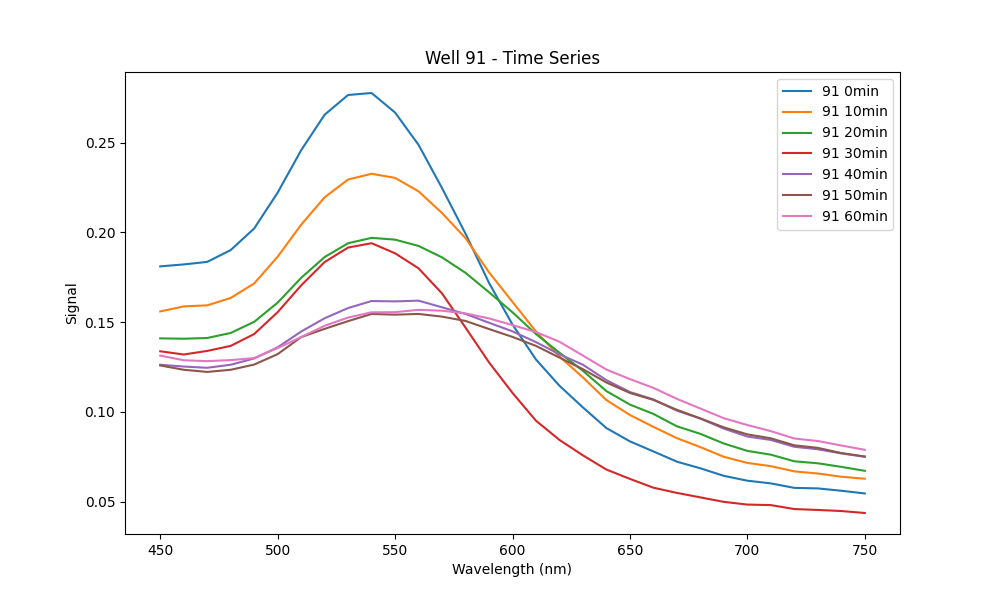 Well 91 - Time Series
91 0min
91 10min
91 20min
91 30min
91 40min
91 50min
91 60min
Signal
0.25
0.20
0.15
0.10
0.05
450 500 550 600 650 700 750
Wavelength (nm)